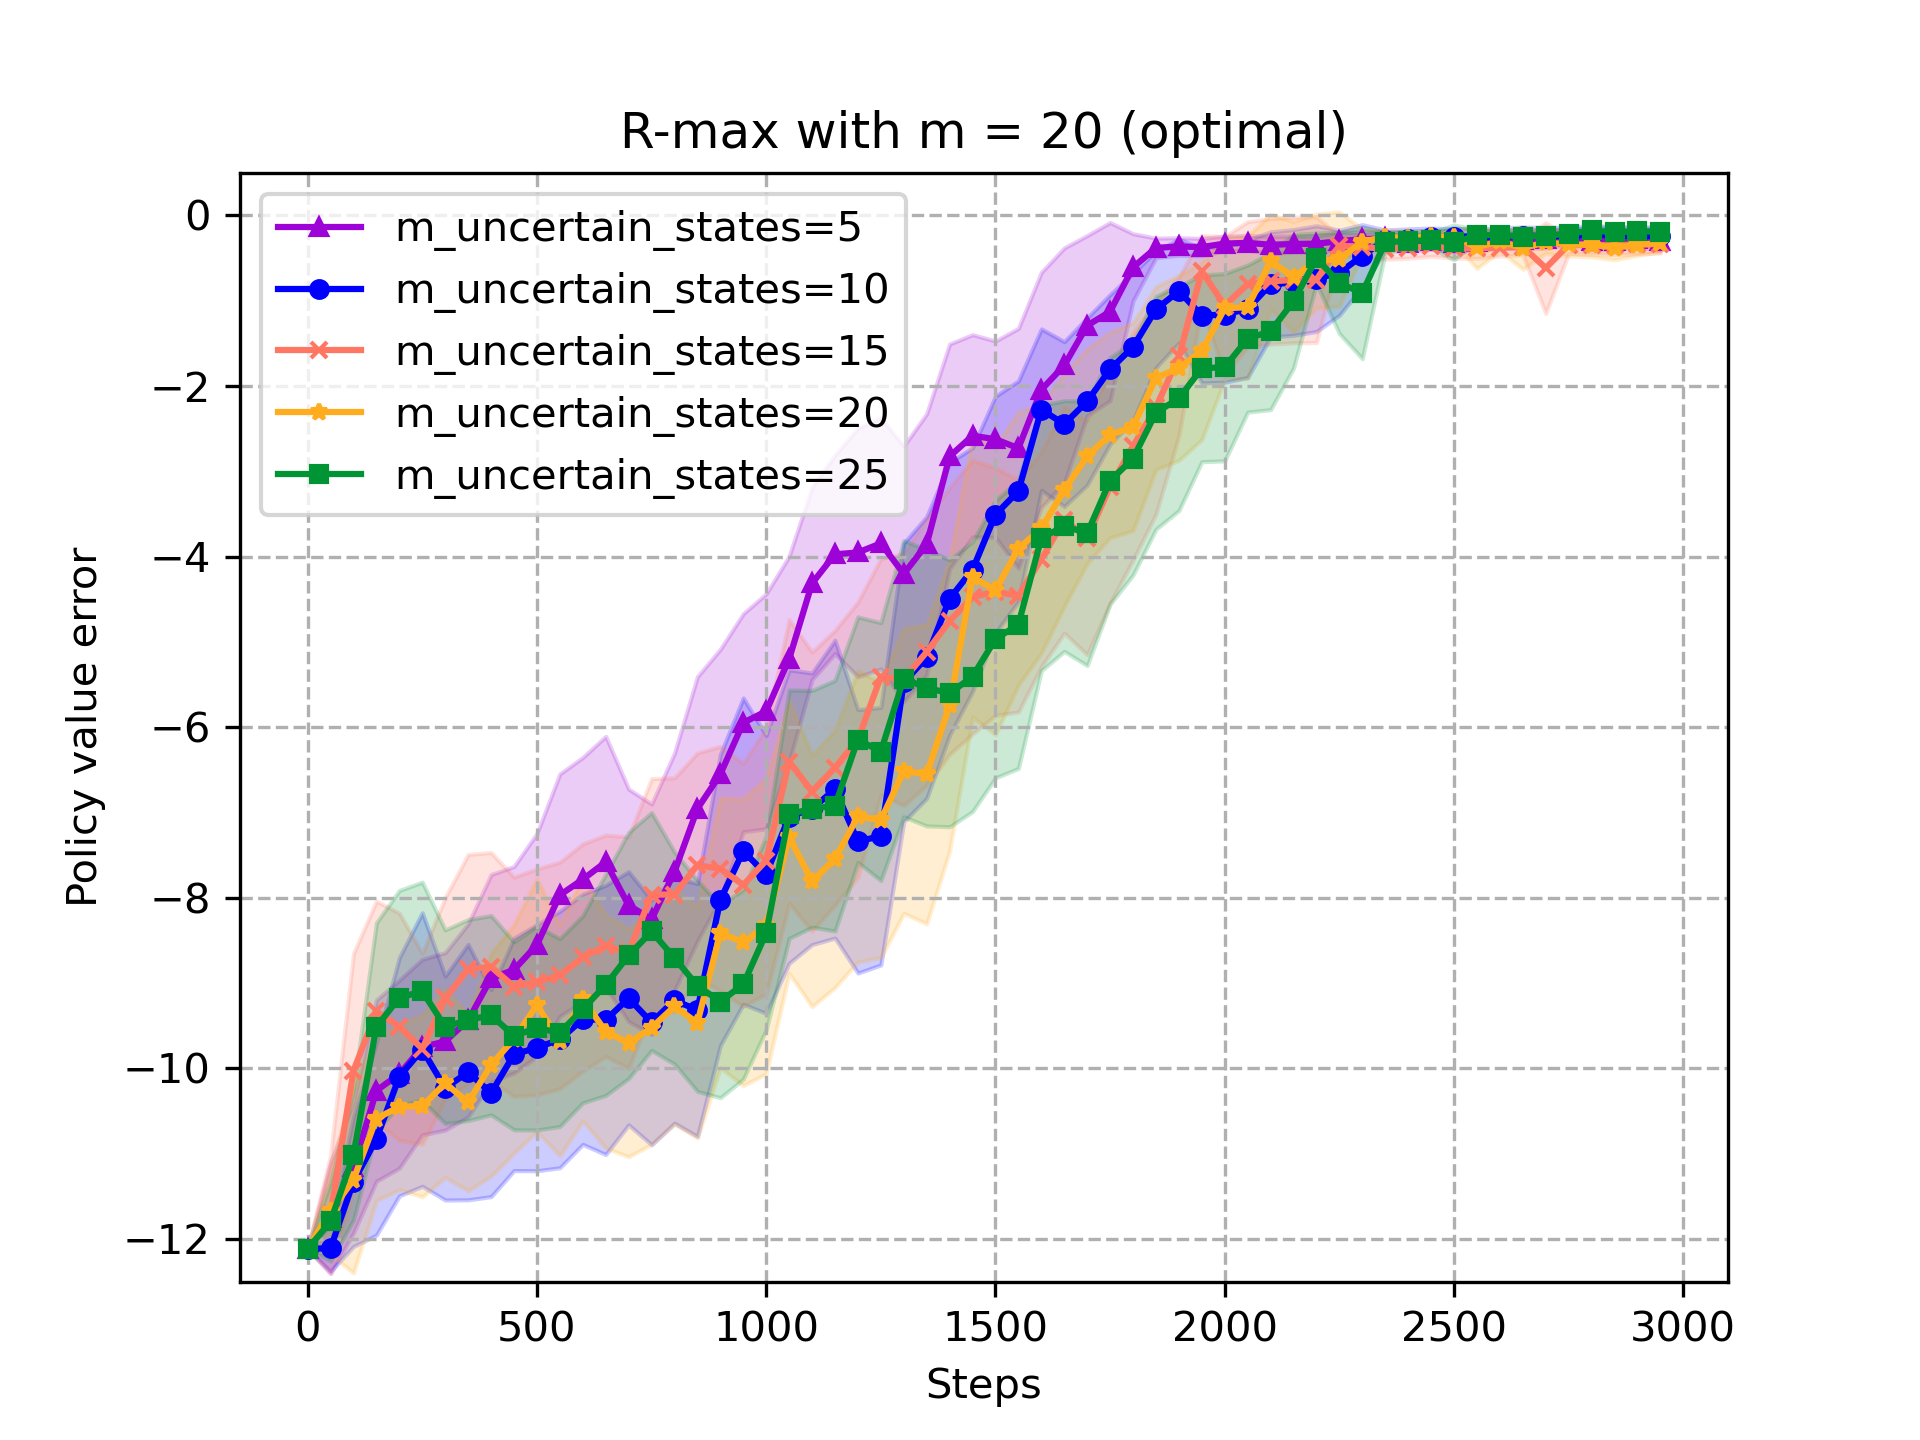 R-max with m = 20 (optimal)
m_uncertain_states=5
m_uncertain_states=10
m_uncertain_states=15
m_uncertain_states=20
m_uncertain_states=25
Policy value error
0
−2
−4
−6
−8
−10
−12
0 500 1000 1500 2000 2500 3000
Steps